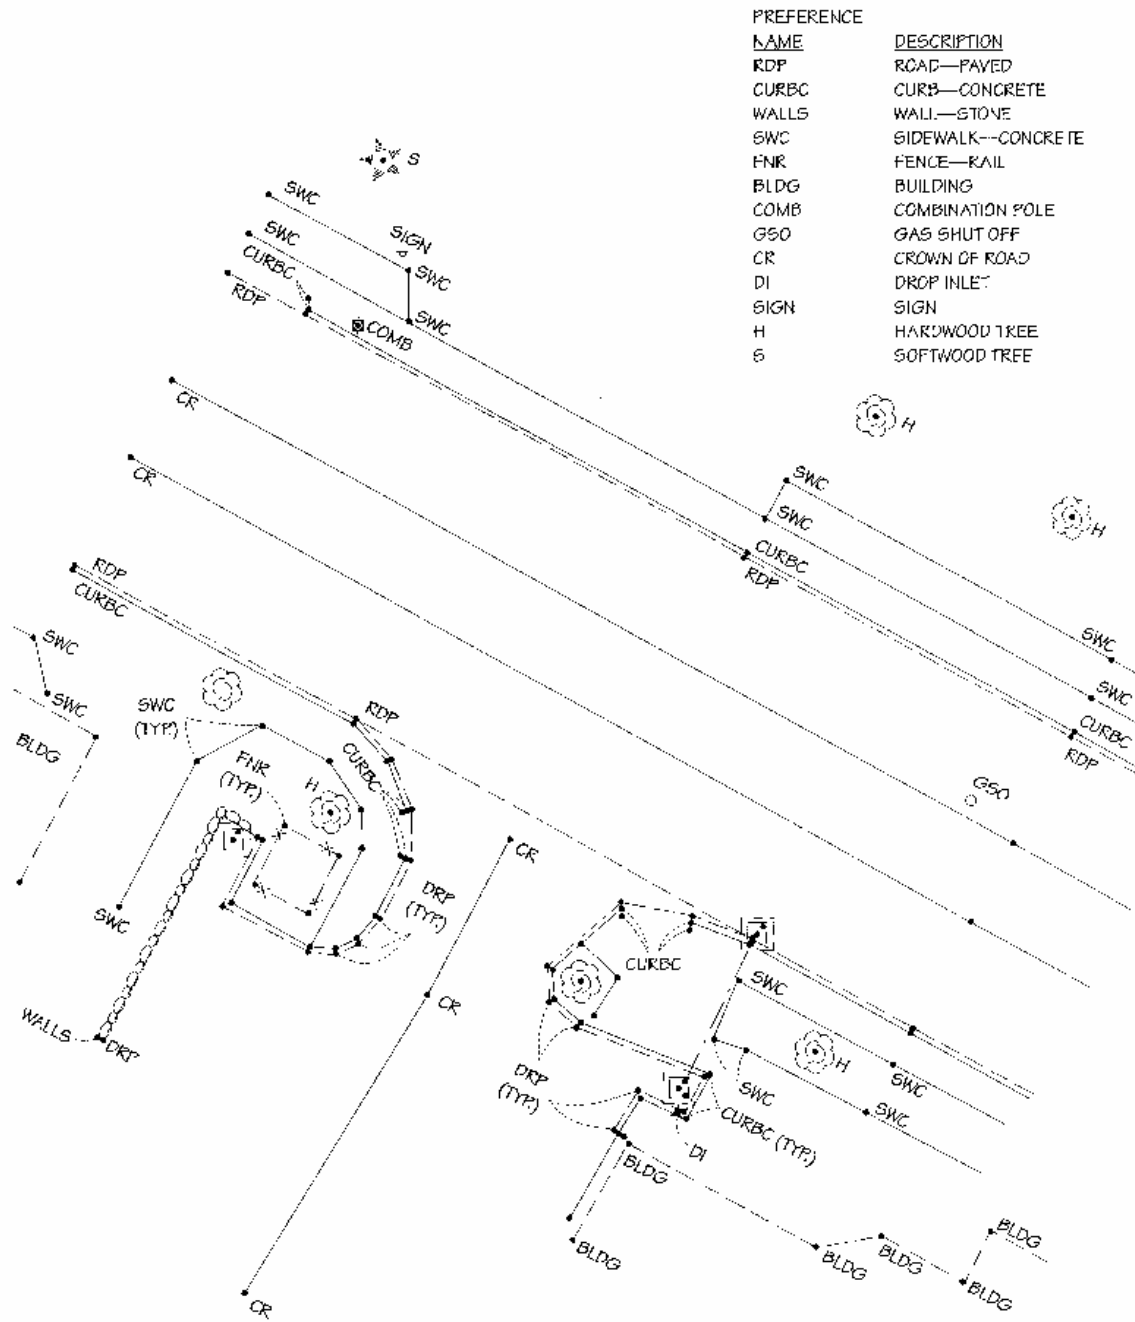 PREFERENCE
NAME DESCRIPTION
RDP ROAD—PAVED
CURBC CURB—CONCRETE
WALLS WALL—STONE
SWC SIDEWALK--CONCRETE
FNR FENCE—RAIL
BLDG BUILDING
COMB COMBINATION POLE
GSO GAS SHUT OFF
CR CROWN OF ROAD
DI DROP INLET
SIGN SIGN
H HARDWOOD TREE
S SOFTWOOD TREE
S
SWC
SWC
SIGN
CURBC
SWC
RDP
SWC
COMB
CR
H
CR
SWC
SWC
H
CURBC
RDP
RDP
CURBC
SWC
SWC
SWC
SWC
CURBC
RDP
SWC
(TYP.)
RDP
BLDG
CURBC
FNR
(TYP.)
H
GSO
CR
DRP
(TYP.)
SWC
CURBC
SWC
CR
WALLS
DRP
H
DRP
(TYP.)
SWC
SWC
SWC
CURBC (TYP.)
DI
BLDG
BLDG
BLDG
BLDG
BLDG
BLDG
CR